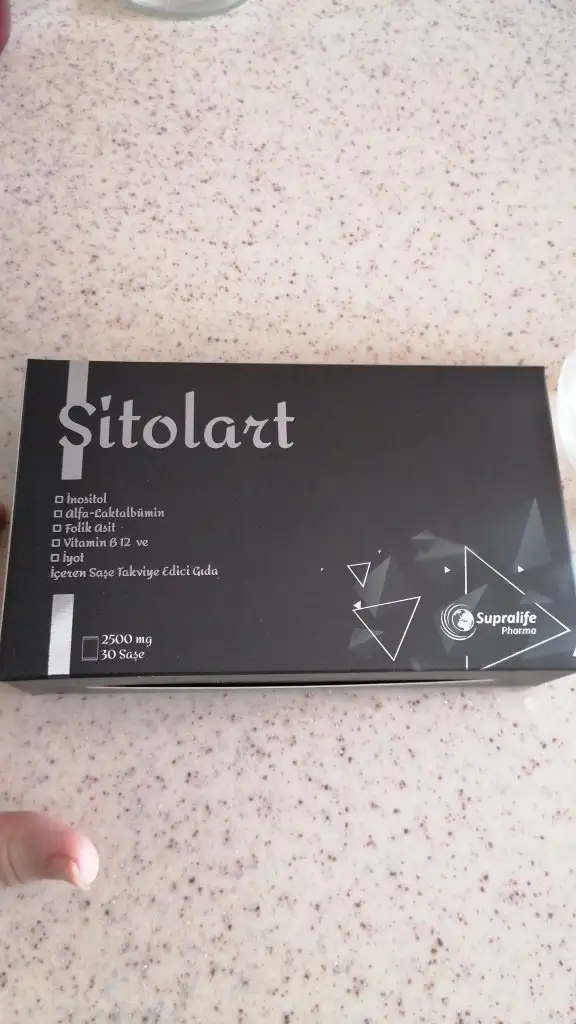 Sitolart
İnositol
Alfa-Laktalbümin
Folik Asit
Vitamin B 12 ve
İyot
İçeren Saşe Takviye Edici Gıda
2500 mg
30 Saşe
Supralife
Pharma